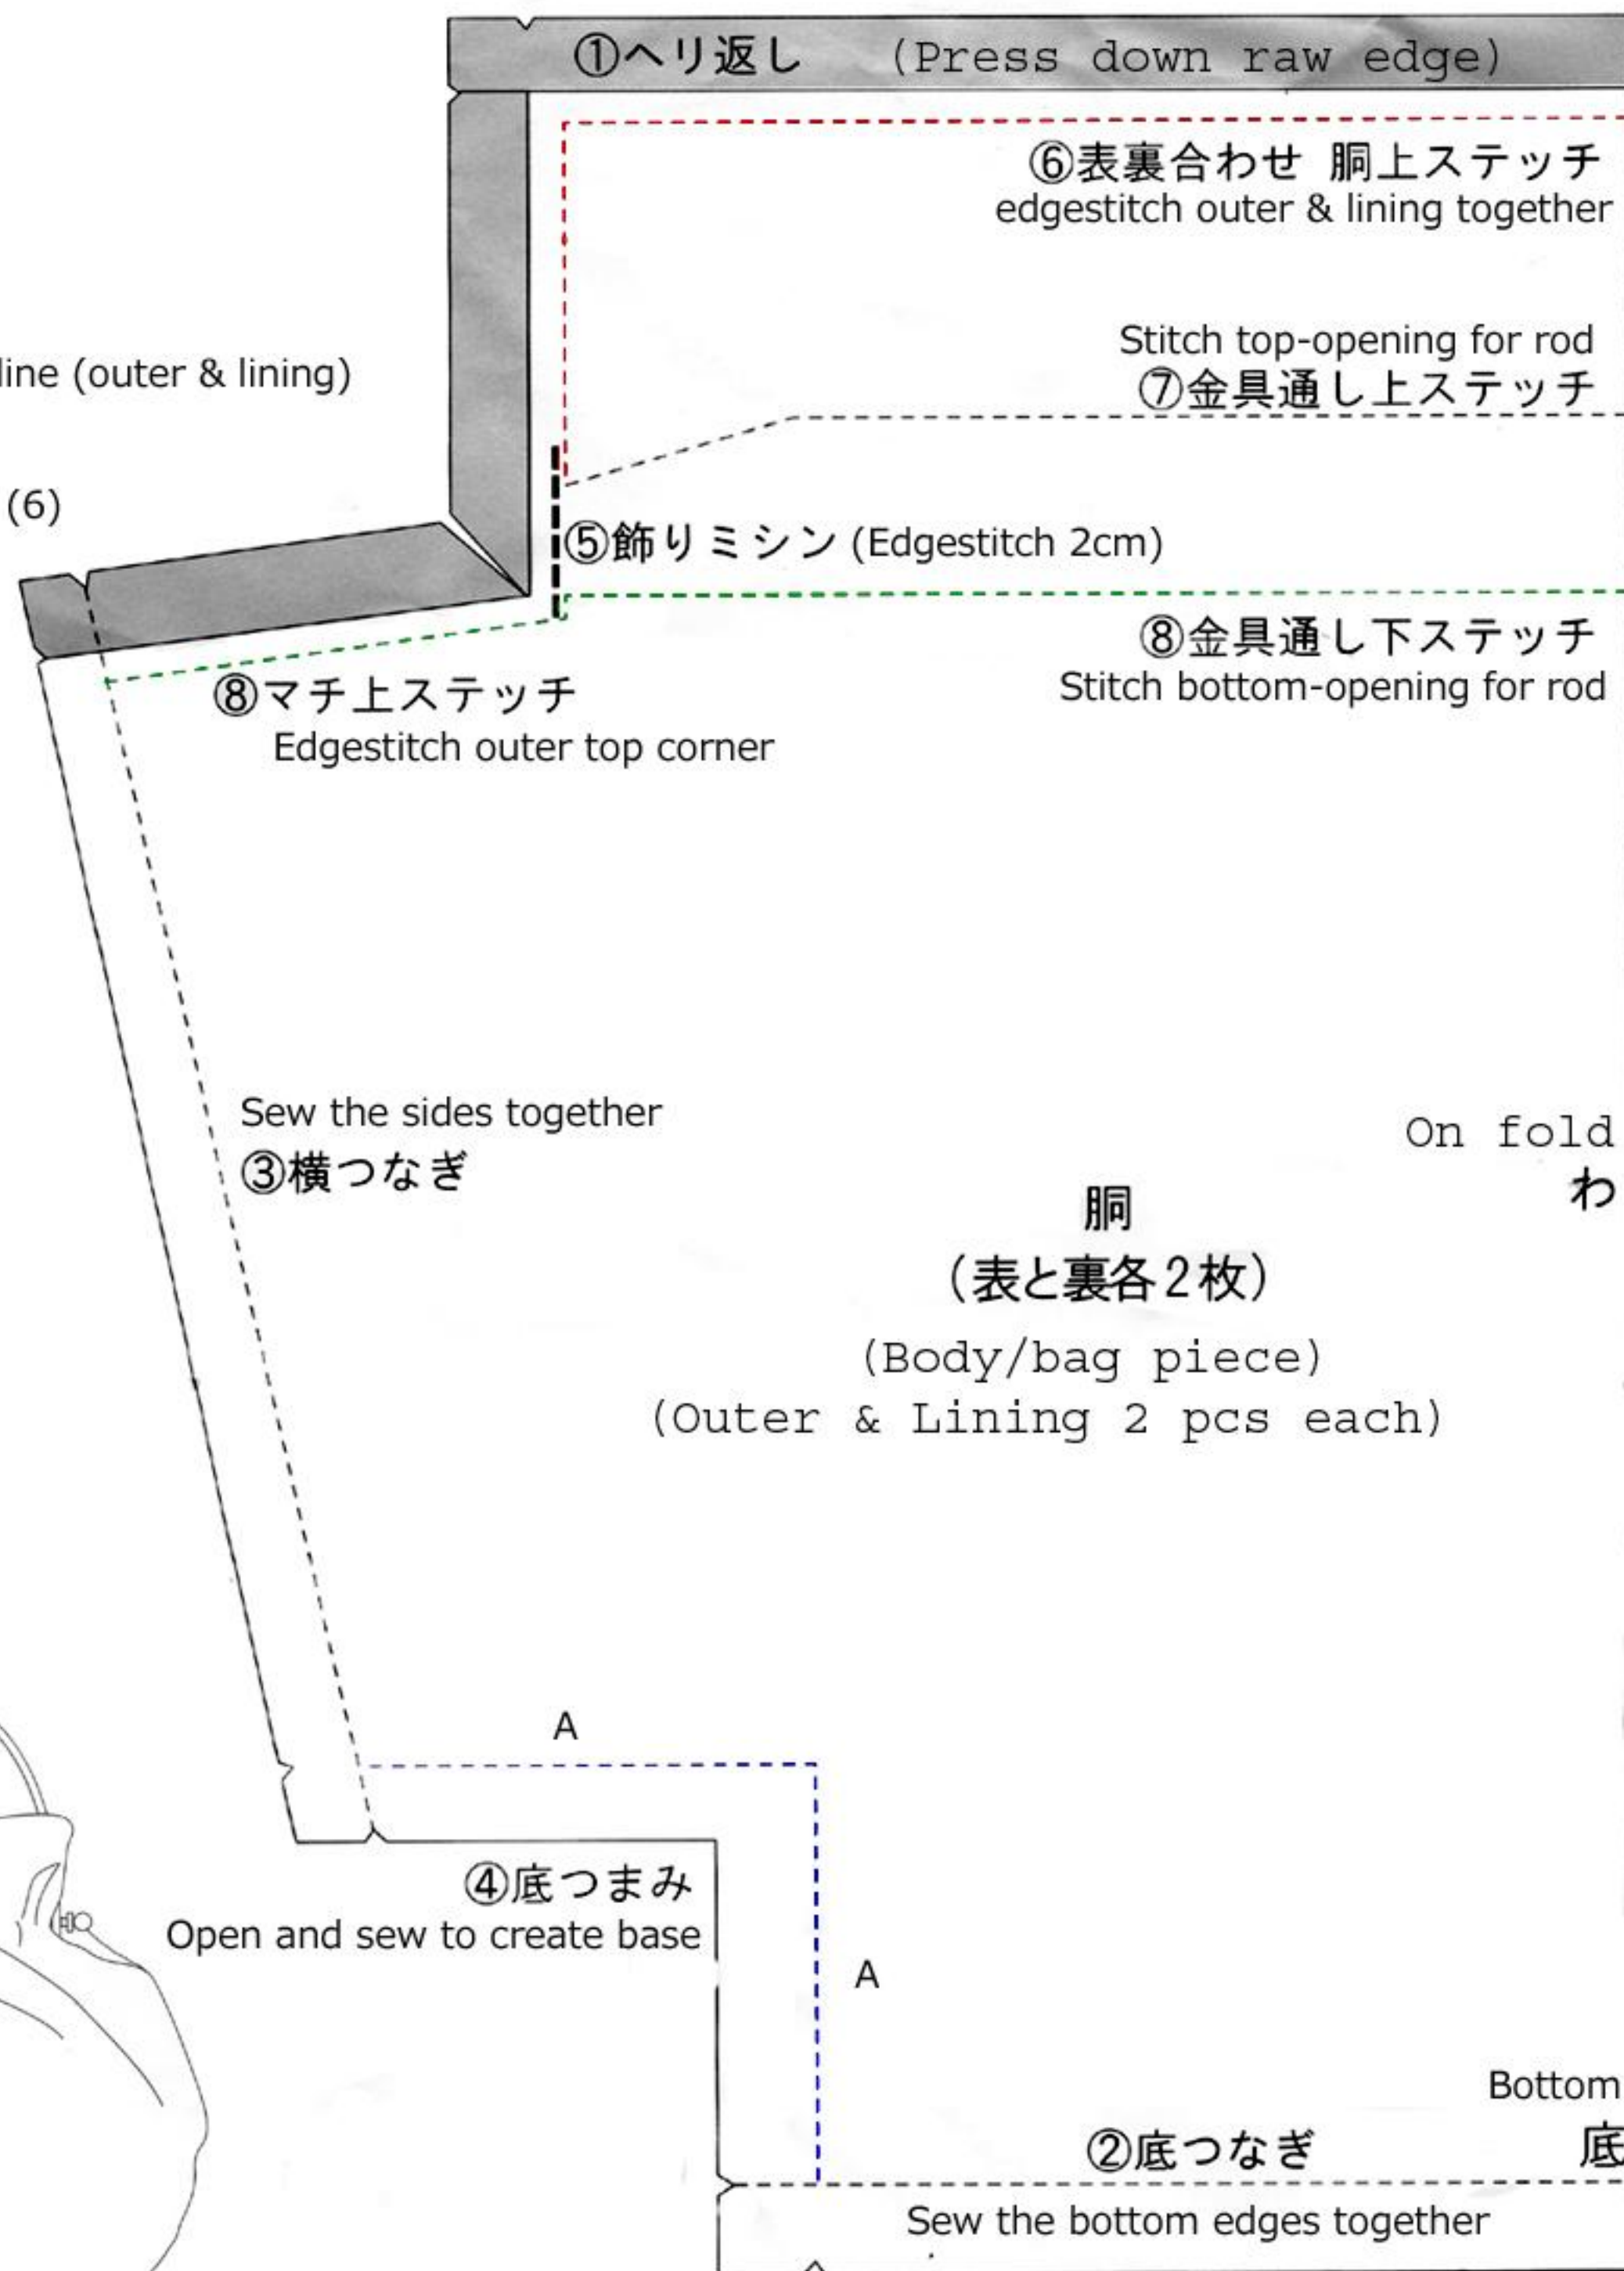 ①ヘリ返し (Press down raw edge)
⑥表裏合わせ 胴上ステッチ
edgestitch outer & lining together
Stitch top-opening for rod
⑦金具通し上ステッチ
line (outer & lining)
(6)
⑤飾りミシン (Edgestitch 2cm)
⑧金具通し下ステッチ
Stitch bottom-opening for rod
⑧マチ上ステッチ
Edgestitch outer top corner
Sew the sides together
③横つなぎ
On fold
わ
胴
(表と裏各2枚)
(Body/bag piece)
(Outer & Lining 2 pcs each)
A
④底つまみ
Open and sew to create base
A
Bottom
②底つなぎ
底
Sew the bottom edges together